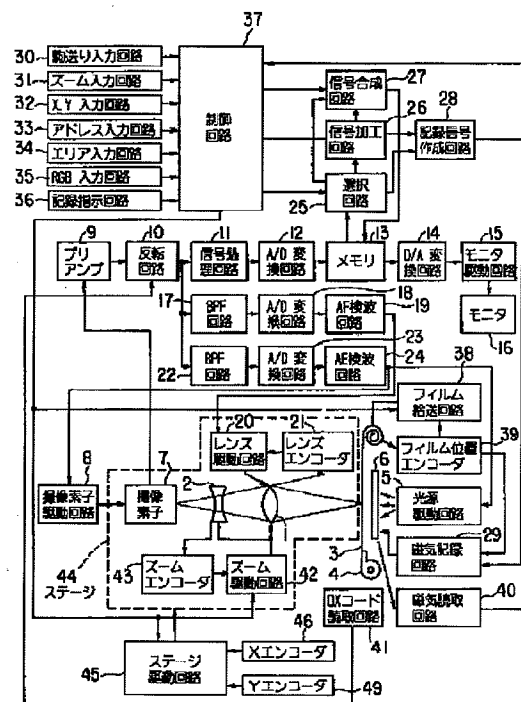 37
30
駒送り入力回路
31
ズーム入力回路
32
X,Y 入力回路
33
アドレス入力回路
34
エリア入力回路
35
RGB 入力回路
36
記録指示回路
制御
回路
信号合成
回路
27
信号加工
回路
26
選択
回路
25
28
記録信号
作成回路
9
プリ
アンプ
10
反転
回路
11
信号処
理回路
12
A/D 変
換回路
13
メモリ
14
D/A 変
換回路
15
モニタ
駆動回路
モニタ
16
17
BPF
回路
A/D 変
換回路
18
AF検波
回路
19
22
BPF
回路
A/D 変
換回路
23
AE検波
回路
24
38
フィルム
給送回路
フィルム位置
エンコーダ
39
20
レンズ
駆動回路
21
レンズ
エンコーダ
8
撮像素子
駆動回路
7
撮像
素子
2
6
5
光源
駆動回路
3
4
29
磁気記録
回路
44 ステージ
43
ズーム
エンコーダ
ズーム
駆動回路
42
磁気読取
回路
40
DXコード
読取回路
41
45
ステージ
駆動回路
46
Xエンコーダ
Yエンコーダ
49